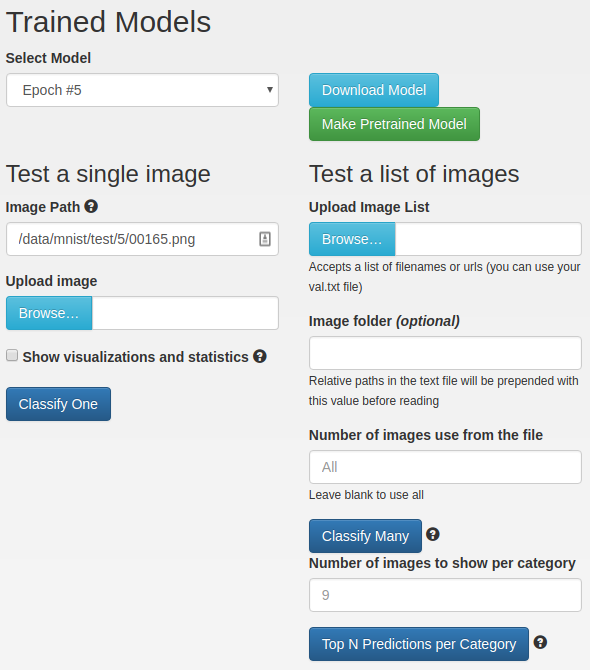 Trained Models
Select Model
Epoch #5
Download Model
Make Pretrained Model
Test a single image
Image Path ?
/data/mnist/test/5/00165.png
Upload image
Browse…
Show visualizations and statistics ?
Classify One
Test a list of images
Upload Image List
Browse…
Accepts a list of filenames or urls (you can use your
val.txt file)
Image folder (optional)
Relative paths in the text file will be prepended with
this value before reading
Number of images use from the file
All
Leave blank to use all
Classify Many ?
Number of images to show per category
9
Top N Predictions per Category ?